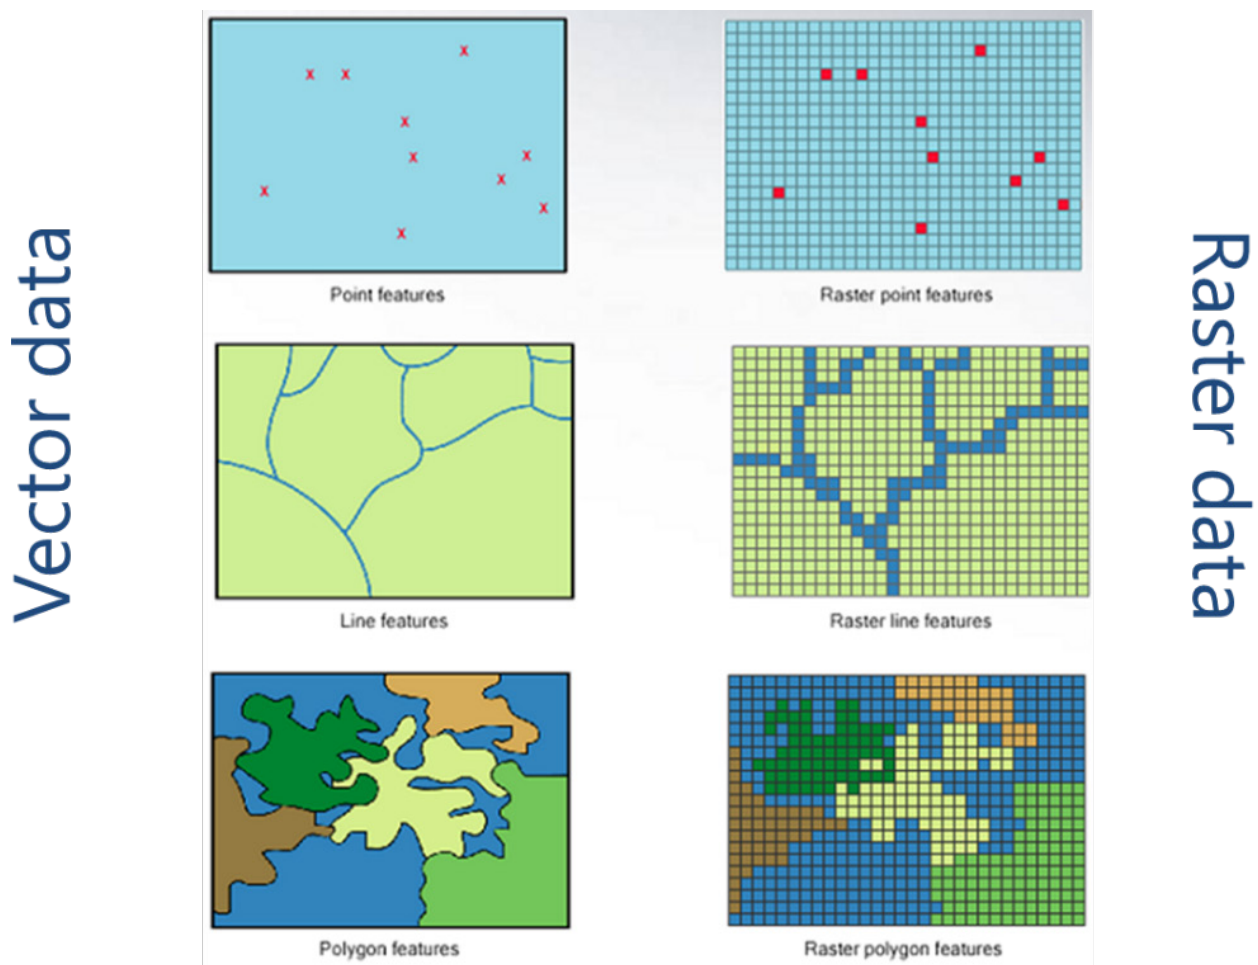 Vector data
Point features
Raster point features
Line features
Raster line features
Polygon features
Raster polygon features
Raster data